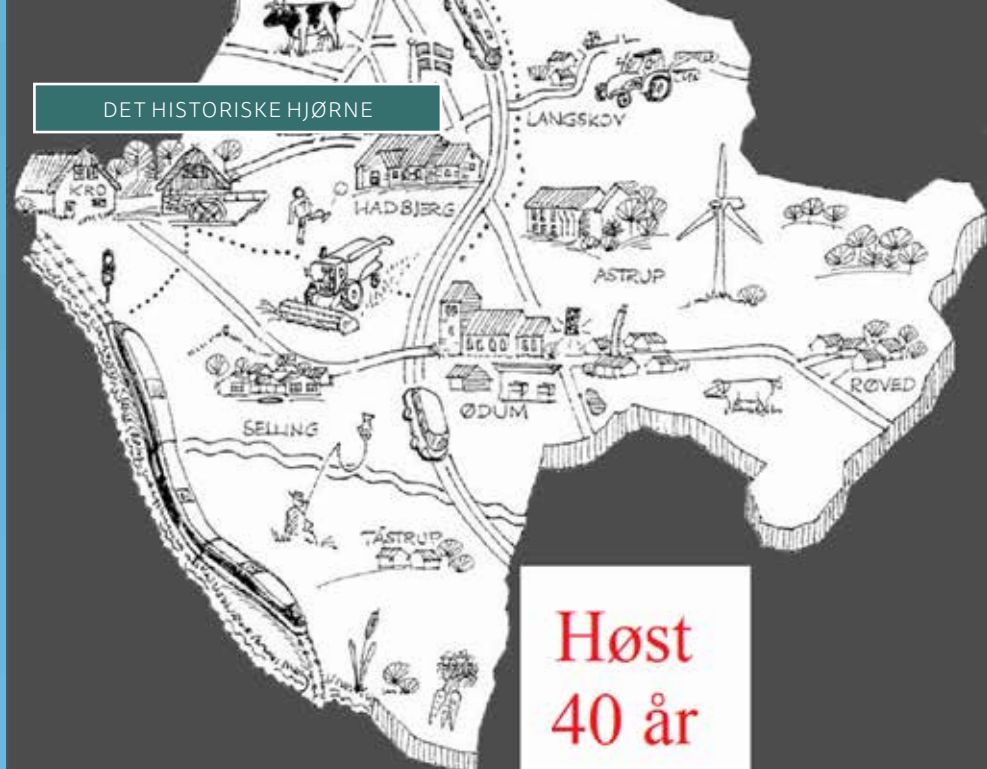 DET HISTORISKE HJØRNE
LANGSKOV
KRO
HADBJERG
ASTRUP
RØVED
ØDUM
SELLING
TÅSTRUP
Høst
40 år